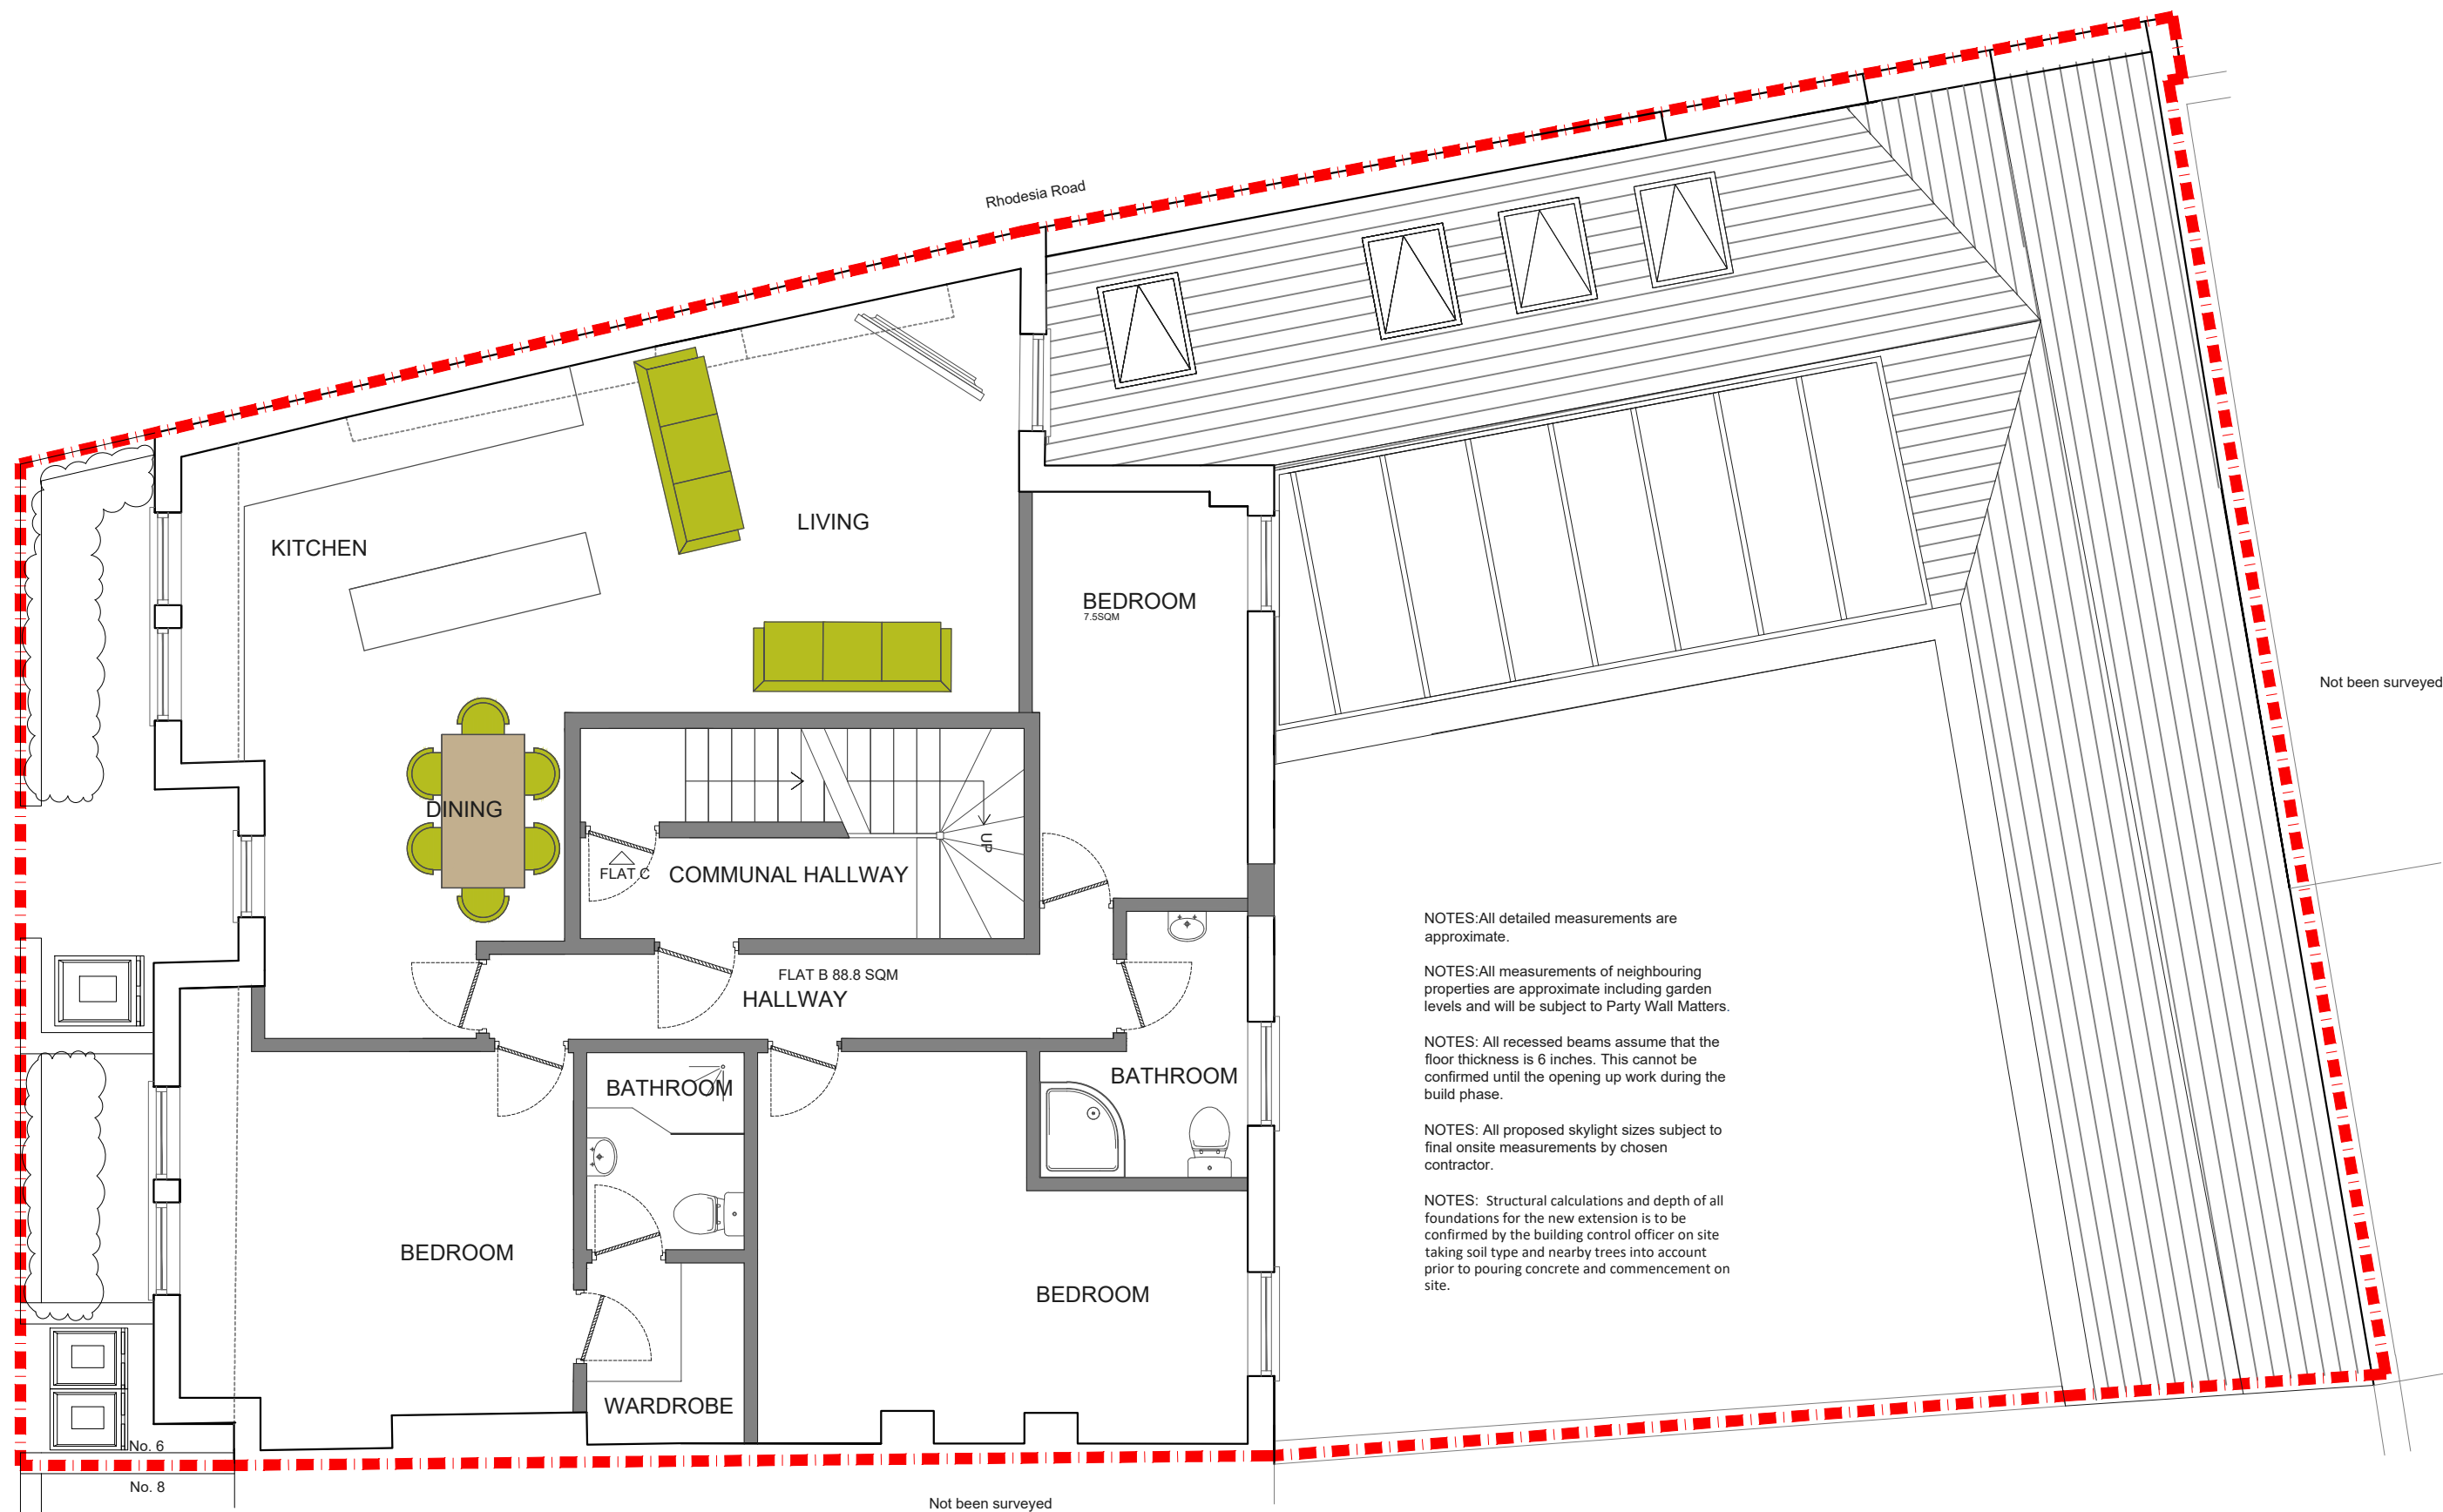 Rhodesia Road
LIVING
KITCHEN
BEDROOM
7.5SQM
Not been surveyed
DINING
UP
FLAT C
COMMUNAL HALLWAY
FLAT B 88.8 SQM
HALLWAY
NOTES:All detailed measurements are
approximate.
NOTES:All measurements of neighbouring
properties are approximate including garden
levels and will be subject to Party Wall Matters.
NOTES: All recessed beams assume that the
floor thickness is 6 inches. This cannot be
confirmed until the opening up work during the
build phase.
NOTES: All proposed skylight sizes subject to
final onsite measurements by chosen
contractor.
NOTES: Structural calculations and depth of all
foundations for the new extension is to be
confirmed by the building control officer on site
taking soil type and nearby trees into account
prior to pouring concrete and commencement on
site.
BATHROOM
BATHROOM
BEDROOM
BEDROOM
WARDROBE
No. 6
No. 8
Not been surveyed